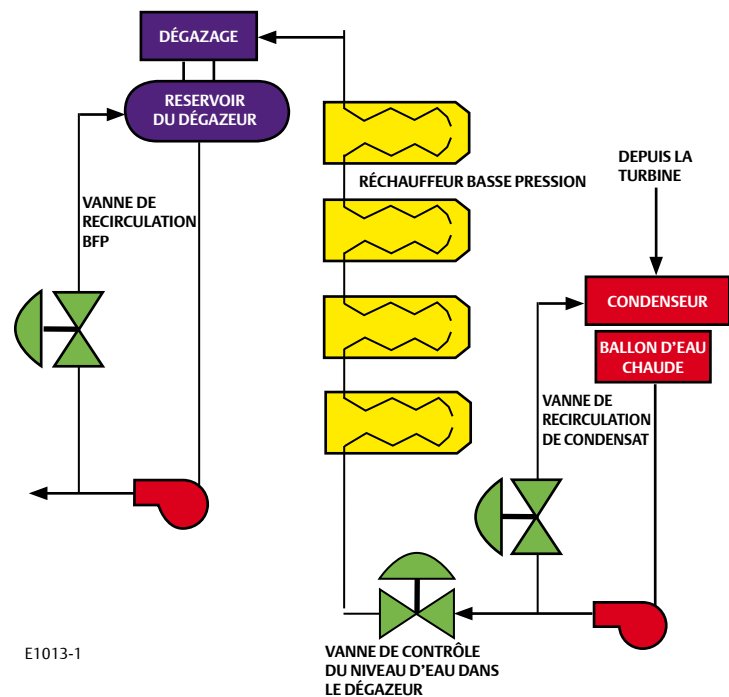 DÉGAZAGE
RESERVOIR
DU DÉGAZEUR
VANNE DE
RECIRCULATION
BFP
RÉCHAUFFEUR BASSE PRESSION
DEPUIS LA
TURBINE
CONDENSEUR
BALLON D'EAU
CHAUDE
VANNE DE
RECIRCULATION
DE CONDENSAT
VANNE DE CONTRÔLE
DU NIVEAU D'EAU DANS
LE DÉGAZEUR
E1013-1